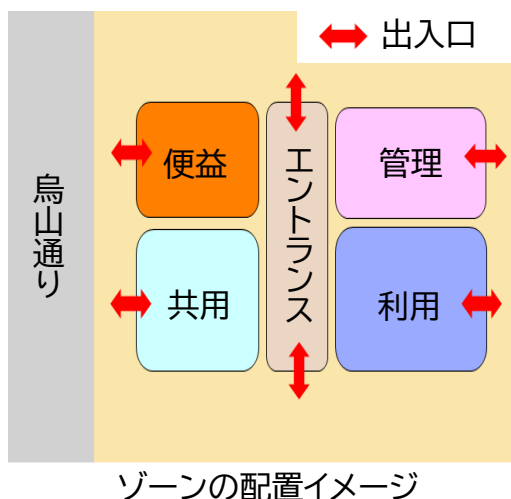 出入口
烏山通り
便益
エントランス
管理
共用
利用
ゾーンの配置イメージ